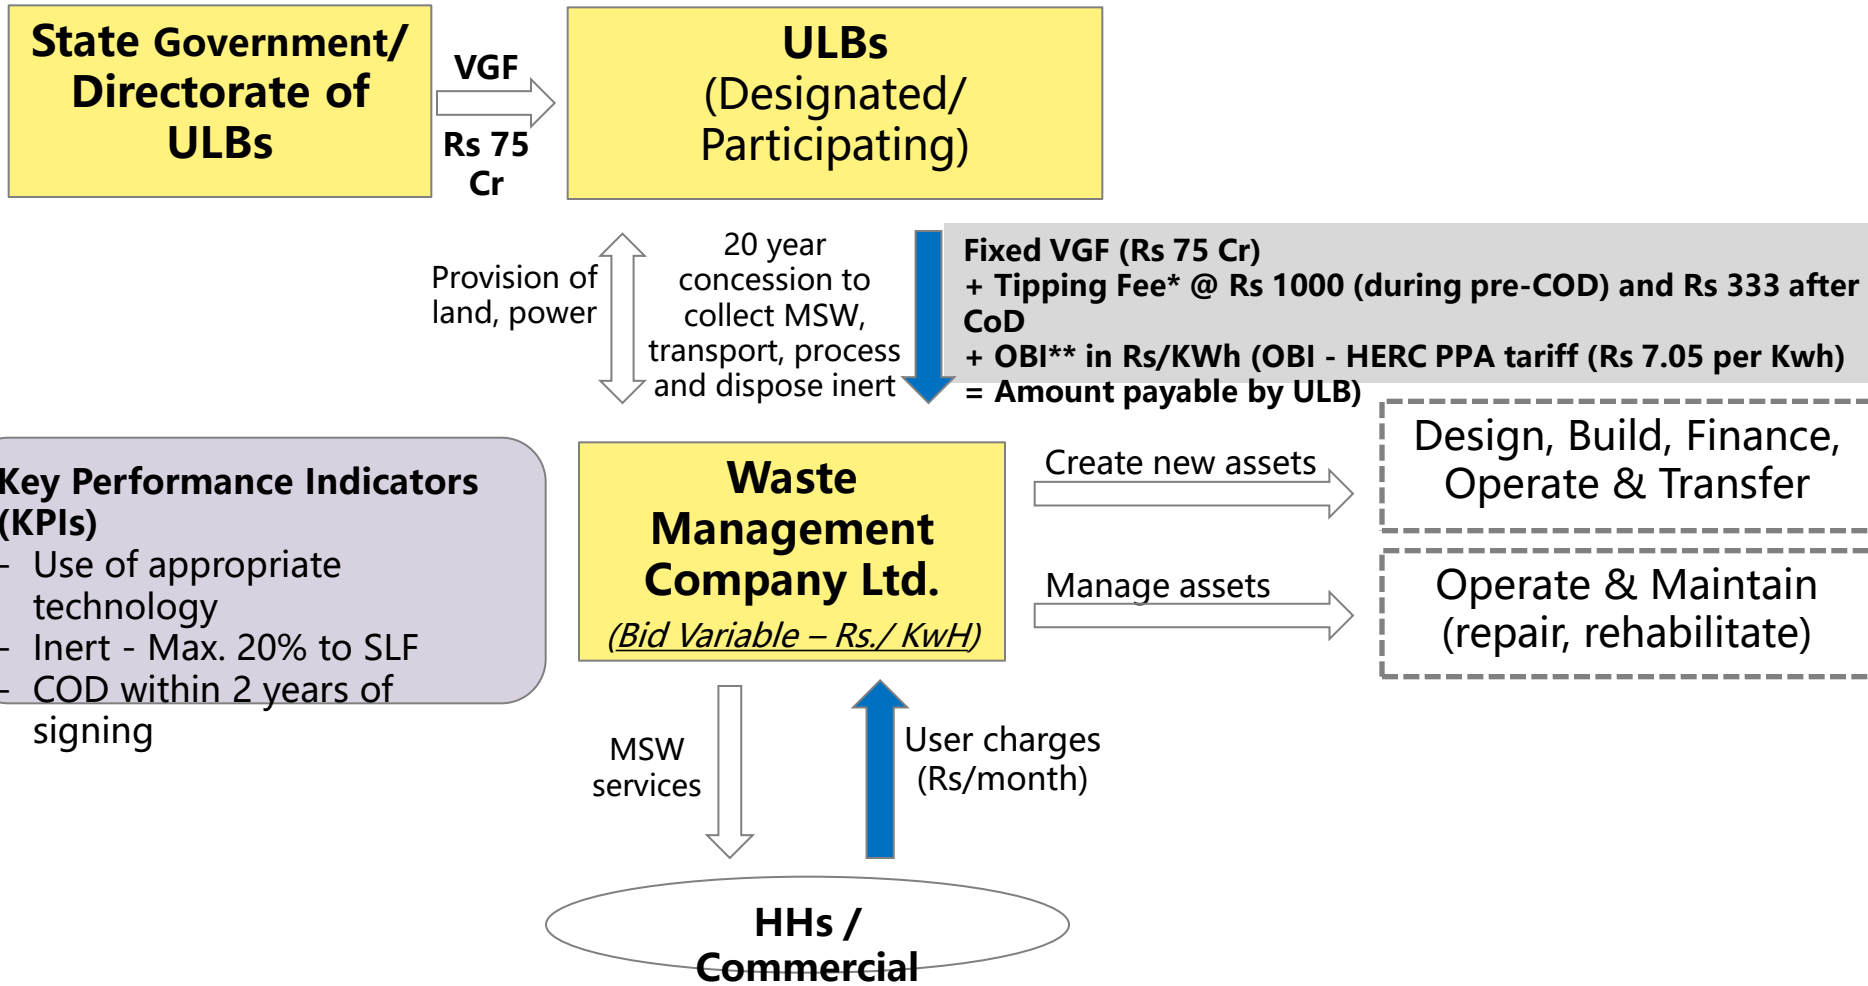 State Government/
Directorate of
ULBs
VGF
Rs 75
Cr
ULBs
(Designated/
Participating)
Provision of
land, power
20 year
concession to
collect MSW,
transport, process
and dispose inert
Fixed VGF (Rs 75 Cr)
+ Tipping Fee* @ Rs 1000 (during pre-COD) and Rs 333 after
CoD
+ OBI** in Rs/KWh (OBI - HERC PPA tariff (Rs 7.05 per Kwh)
= Amount payable by ULB)
Key Performance Indicators
(KPIs)
- Use of appropriate
technology
- Inert - Max. 20% to SLF
- COD within 2 years of
signing
Waste
Management
Company Ltd.
(Bid Variable – Rs./ KwH)
Create new assets
Design, Build, Finance,
Operate & Transfer
Manage assets
Operate & Maintain
(repair, rehabilitate)
MSW
services
User charges
(Rs/month)
HHs /
Commercial